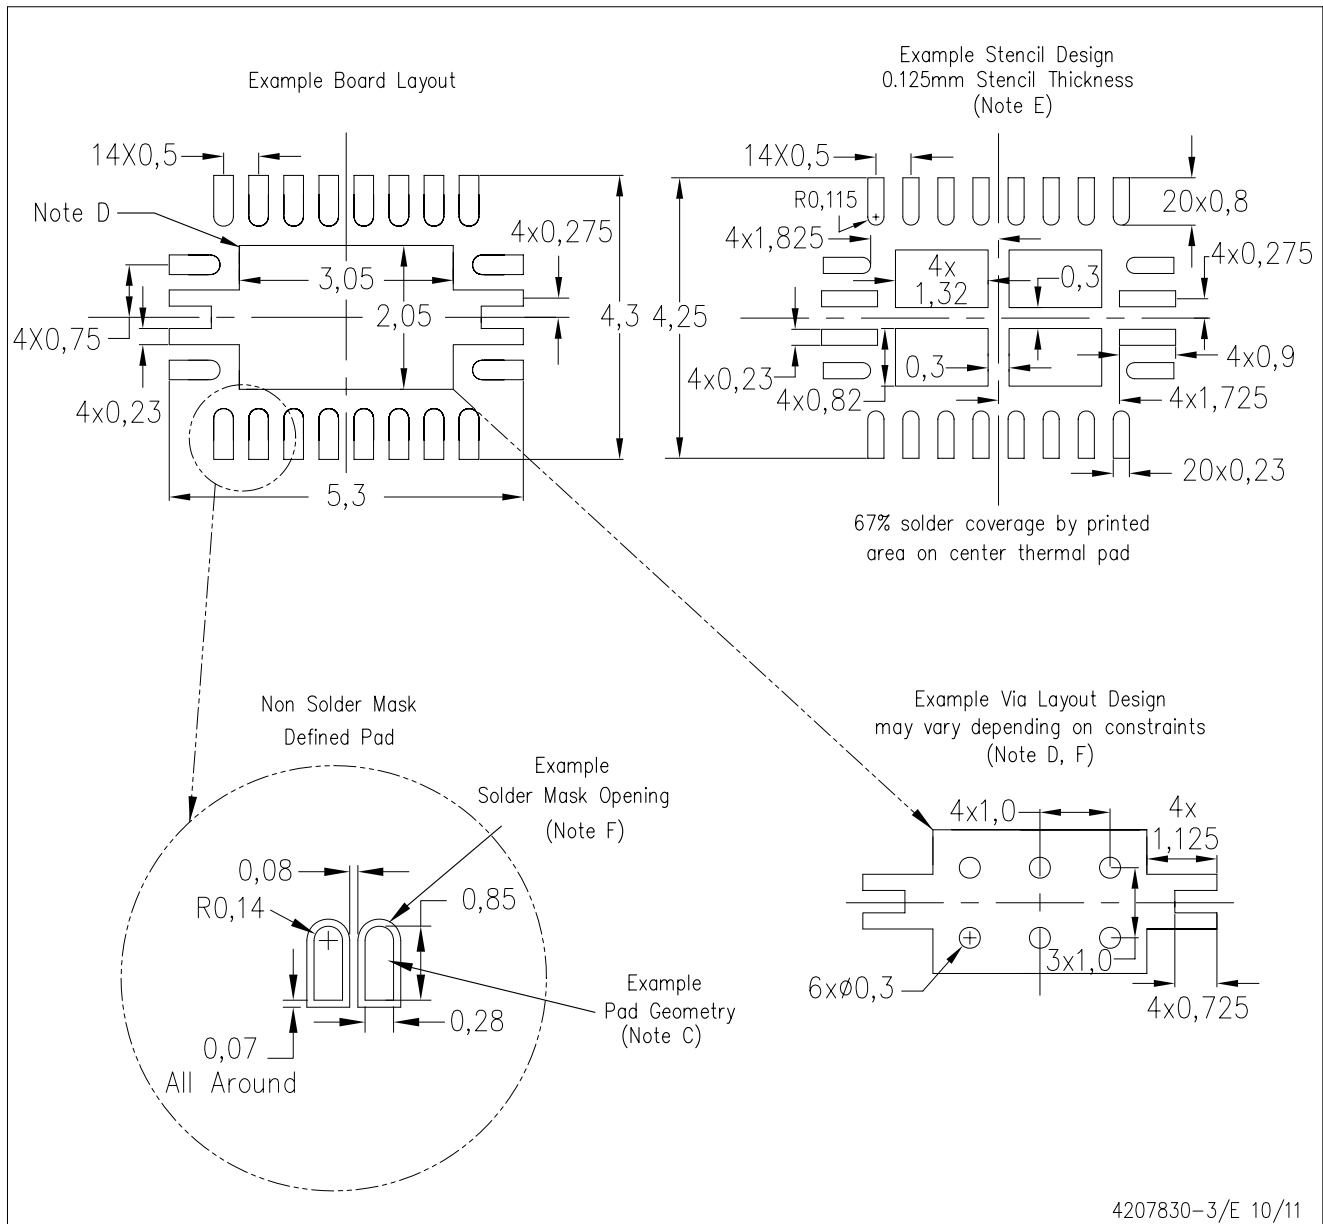 Example Board Layout
14X0,5
Note D
4x0,275
3,05
2,05
4,3
4X0,75
4x0,23
5,3
Example Stencil Design
0.125mm Stencil Thickness
(Note E)
14X0,5
R0,115
20x0,8
4x1,825
4x0,275
4x
1,32
0,3
4,25
0,3
4x0,9
4x0,23
4x0,82
4x1,725
20x0,23
67% solder coverage by printed
area on center thermal pad
Non Solder Mask
Defined Pad
Example
Solder Mask Opening
(Note F)
0,08
R0,14
0,85
Example
Pad Geometry
(Note C)
0,28
0,07
All Around
Example Via Layout Design
may vary depending on constraints
(Note D, F)
4x1,0
4x
1,125
3x1,0
6xø0,3
4x0,725
4207830-3/E 10/11